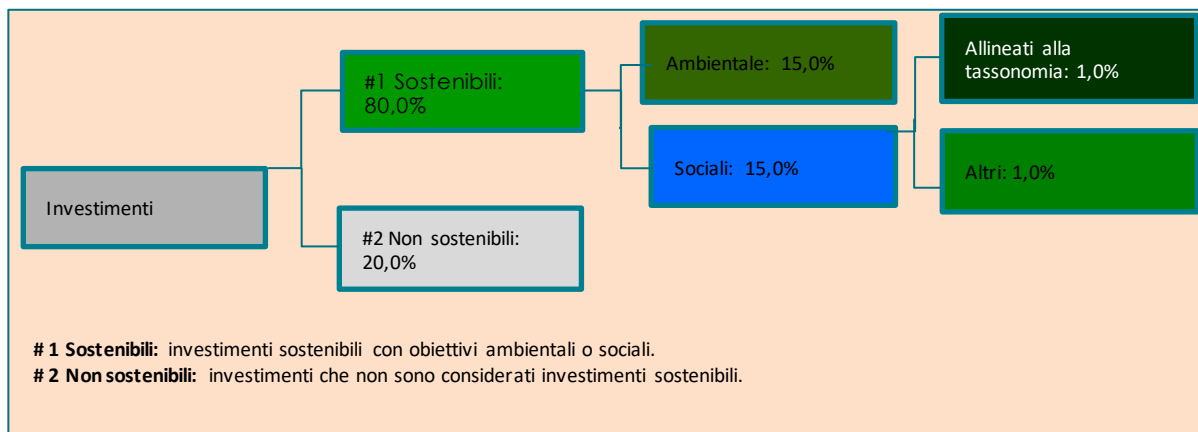 Investimenti
#1 Sostenibili:
80,0%
#2 Non sostenibili:
20,0%
Ambientale: 15,0%
Sociali: 15,0%
Allineati alla
tassonomia: 1,0%
Altri: 1,0%
# 1 Sostenibili: investimenti sostenibili con obiettivi ambientali o sociali.
# 2 Non sostenibili: investimenti che non sono considerati investimenti sostenibili.